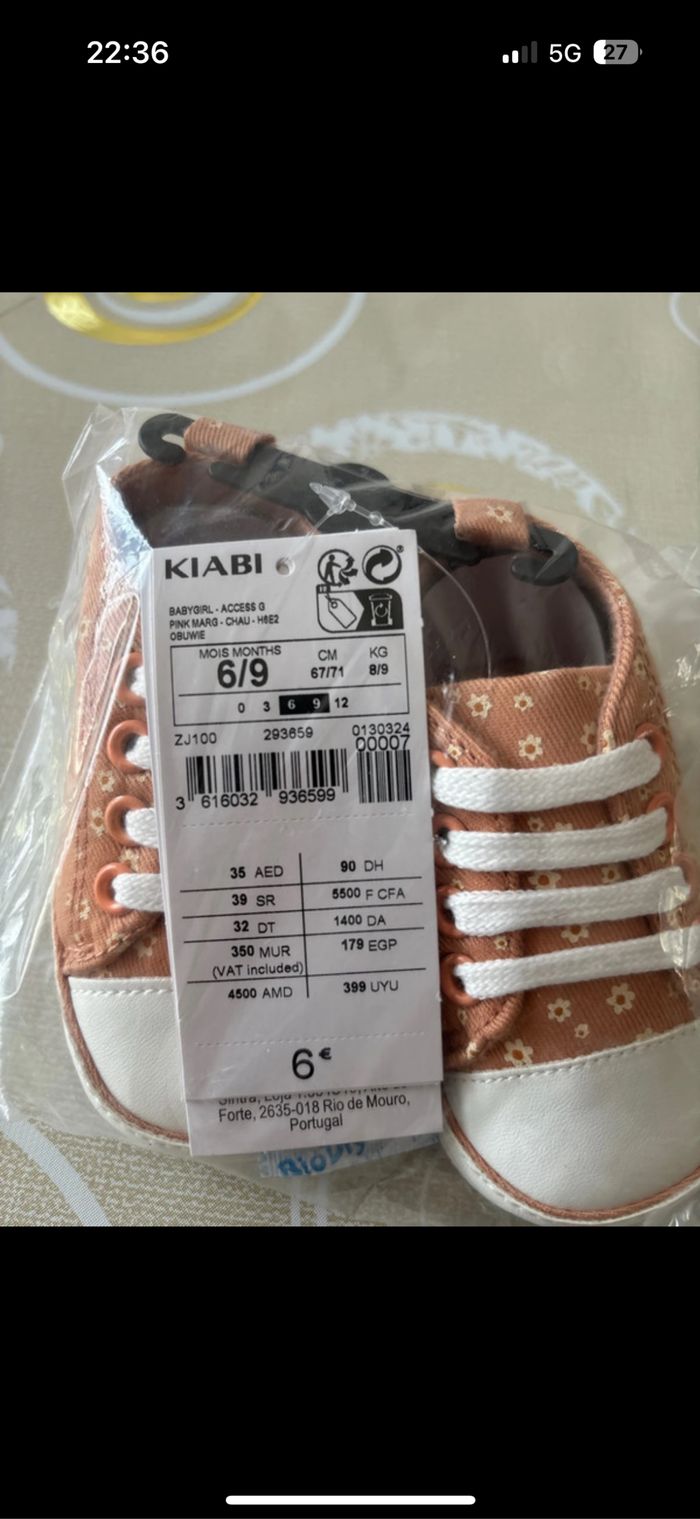 22:36
5G
27
KIABI
BABYGIRL - ACCESS G
PINK MARG - CHAU - H6E2
OBUWIE
MOIS MONTHS
6/9
CM
67/71
KG
8/9
0 3 6 9 12
ZJ100 293659 0130324
00007
3 616032 936599
35 AED 90 DH
39 SR 5500 F CFA
32 DT 1400 DA
350 MUR 179 EGP
(VAT included)
4500 AMD 399 UYU
6€
Sintra, Loja
Forte, 2635-018 Rio de Mouro,
Portugal